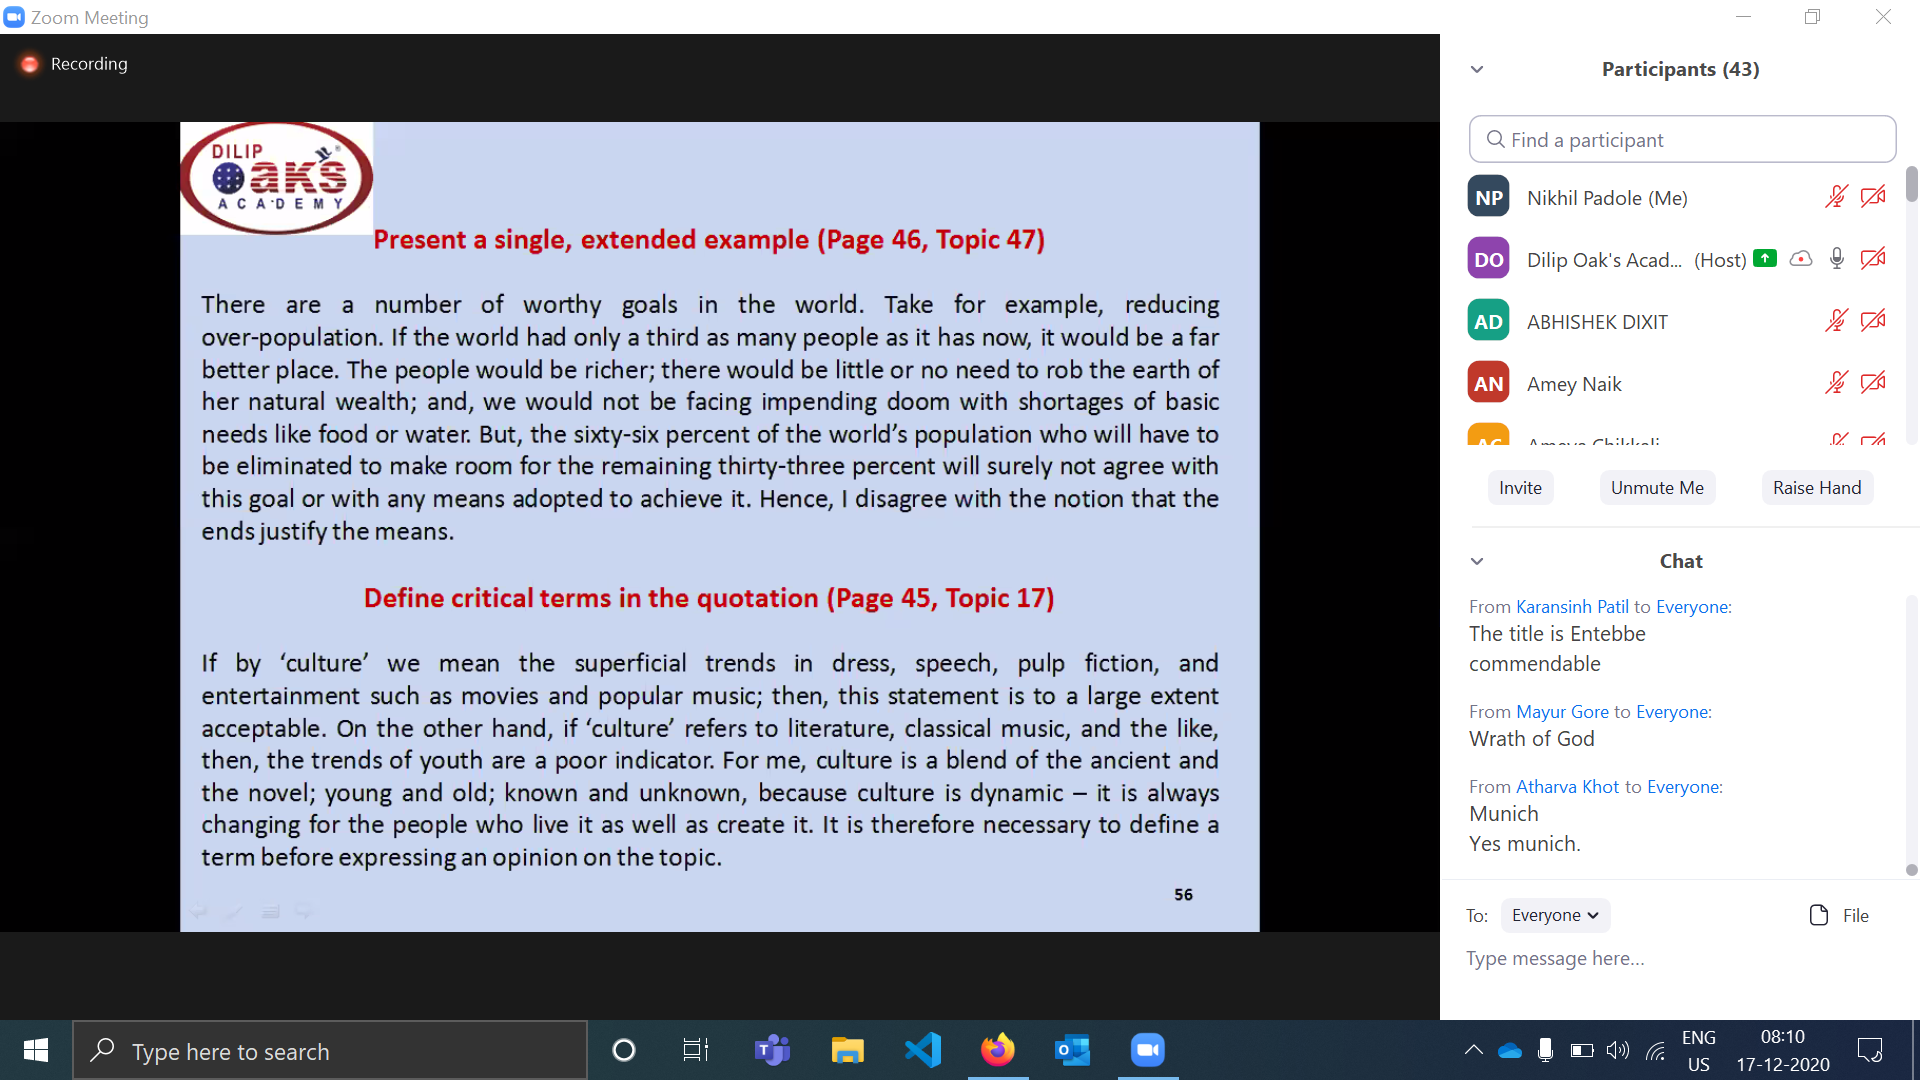 Zoom Meeting
Recording
DILIP
Oaks
ACADEMY
Present a single, extended example (Page 46, Topic 47)
There are a number of worthy goals in the world. Take for example, reducing
over-population. If the world had only a third as many people as it has now, it would be a far
better place. The people would be richer; there would be little or no need to rob the earth of
her natural wealth; and, we would not be facing impending doom with shortages of basic
needs like food or water. But, the sixty-six percent of the world’s population who will have to
be eliminated to make room for the remaining thirty-three percent will surely not agree with
this goal or with any means adopted to achieve it. Hence, I disagree with the notion that the
ends justify the means.
Define critical terms in the quotation (Page 45, Topic 17)
If by ‘culture’ we mean the superficial trends in dress, speech, pulp fiction, and
entertainment such as movies and popular music; then, this statement is to a large extent
acceptable. On the other hand, if ‘culture’ refers to literature, classical music, and the like,
then, the trends of youth are a poor indicator. For me, culture is a blend of the ancient and
the novel; young and old; known and unknown, because culture is dynamic – it is always
changing for the people who live it as well as create it. It is therefore necessary to define a
term before expressing an opinion on the topic.
56
Participants (43)
Find a participant
NP Nikhil Padole (Me)
DO Dilip Oak's Acad... (Host)
AD ABHISHEK DIXIT
AN Amey Naik
Invite Unmute Me Raise Hand
Chat
From Karansinh Patil to Everyone:
The title is Entebbe
commendable
From Mayur Gore to Everyone:
Wrath of God
From Atharva Khot to Everyone:
Munich
Yes munich.
To: Everyone File
Type message here...
Type here to search
ENG
US
08:10
17-12-2020